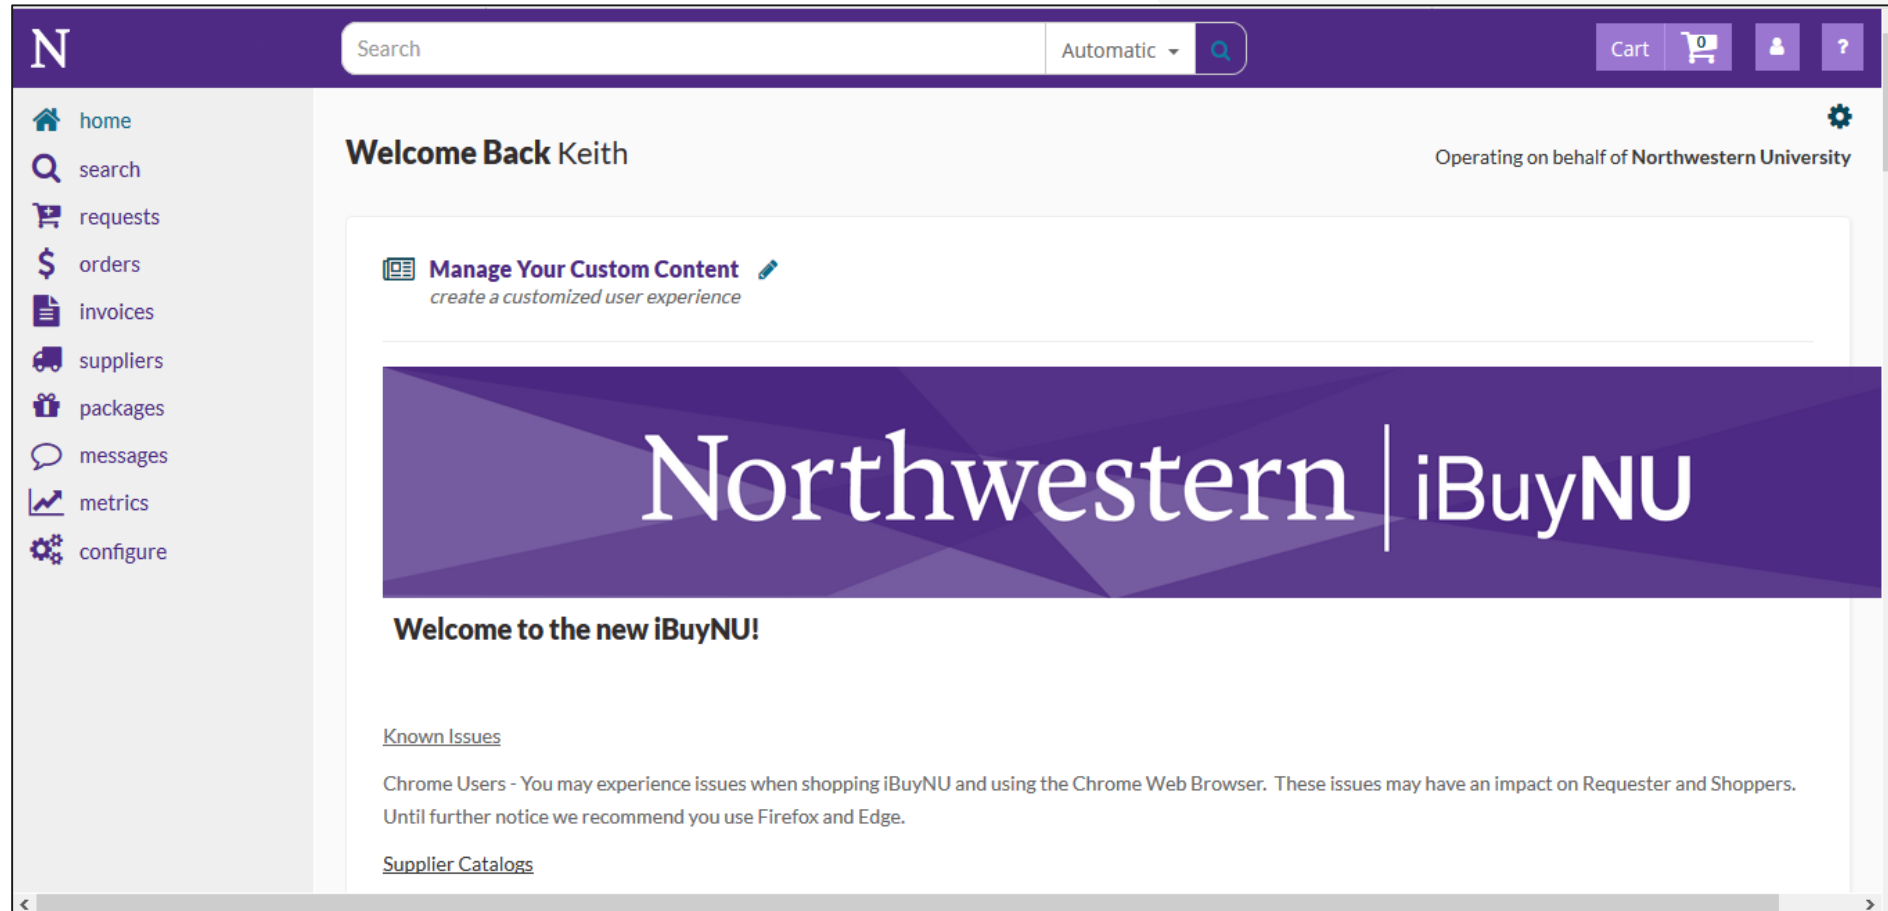 N
Search
Automatic
Cart 0
?
home
search
requests
orders
invoices
suppliers
packages
messages
metrics
configure
Welcome Back Keith
Operating on behalf of Northwestern University
Manage Your Custom Content
create a customized user experience
Northwestern | iBuyNU
Welcome to the new iBuyNU!
Known Issues
Chrome Users - You may experience issues when shopping iBuyNU and using the Chrome Web Browser. These issues may have an impact on Requester and Shoppers.
Until further notice we recommend you use Firefox and Edge.
Supplier Catalogs